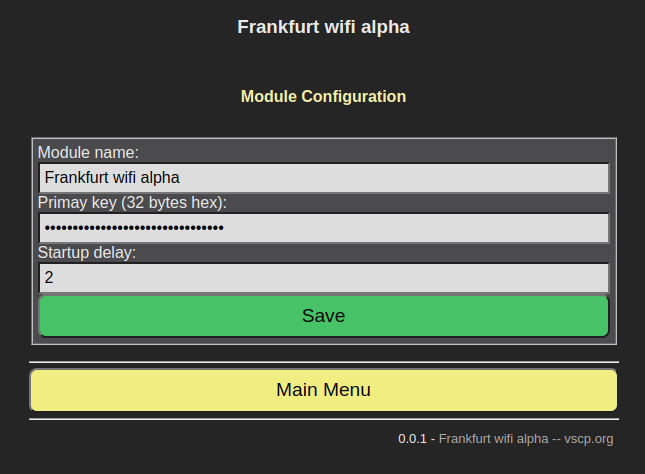 Frankfurt wifi alpha
Module Configuration
Module name:
Frankfurt wifi alpha
Primay key (32 bytes hex):
••••••••••••••••••••••••••••••••
Startup delay:
2
Save
Main Menu
0.0.1 - Frankfurt wifi alpha -- vscp.org